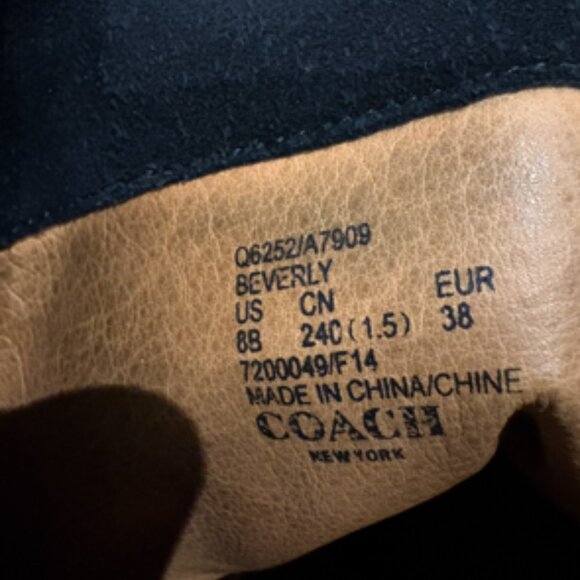 Q6252/A7909
BEVERLY
US CN EUR
8B 240(1.5) 38
7200049/F14
MADE IN CHINA/CHINE
COACH
NEW YORK